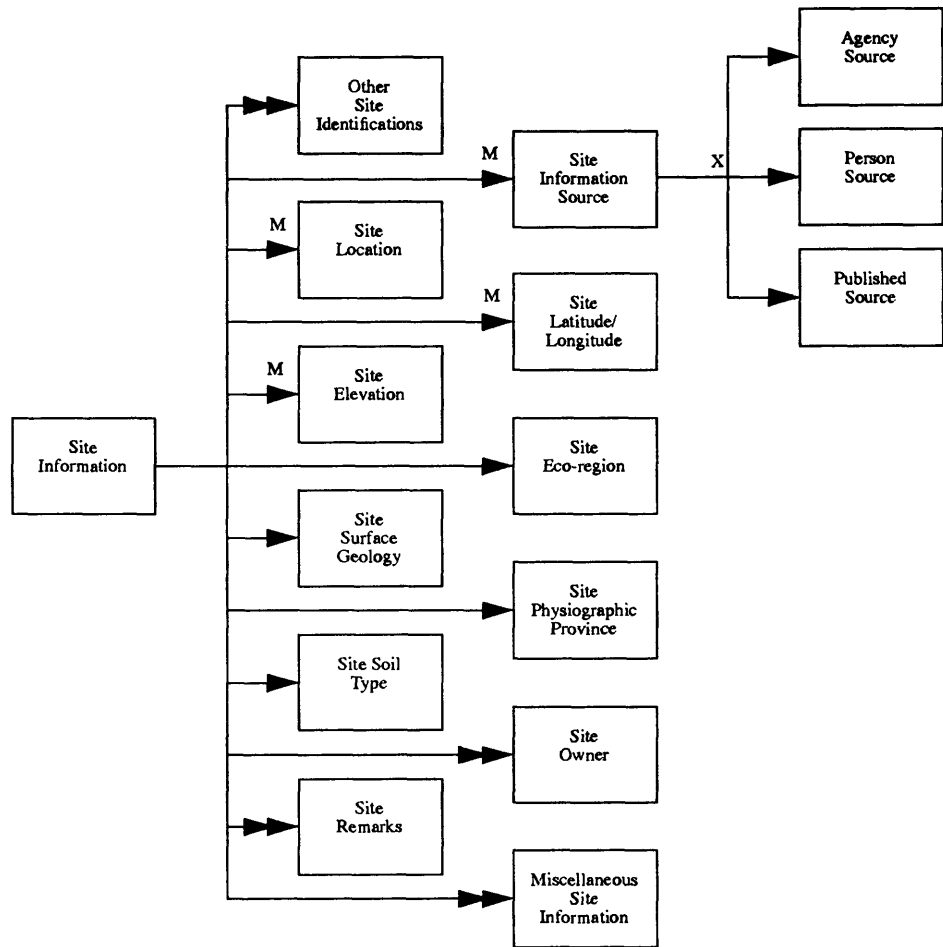 Agency
Source
Other
Site
Identifications
M
Site
Information
Source
X
Person
Source
M
Site
Location
Published
Source
M
Site
Latitude/
Longitude
M
Site
Elevation
Site
Information
Site
Eco-region
Site
Surface
Geology
Site
Physiographic
Province
Site Soil
Type
Site
Owner
Site
Remarks
Miscellaneous
Site
Information